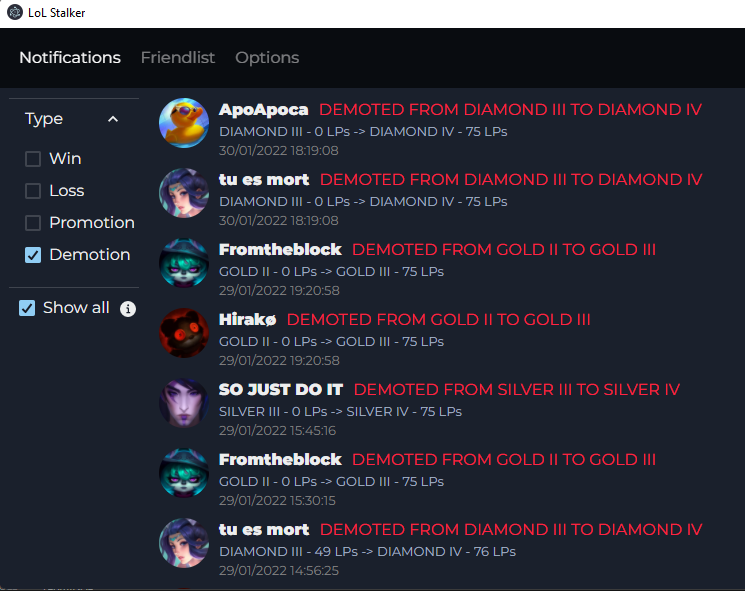 LoL Stalker
Notifications Friendlist Options
Type
Win
Loss
Promotion
Demotion
Show all
ApoApoca DEMOTED FROM DIAMOND III TO DIAMOND IV
DIAMOND III - 0 LPs -> DIAMOND IV - 75 LPs
30/01/2022 18:19:08
tu es mort DEMOTED FROM DIAMOND III TO DIAMOND IV
DIAMOND III - 0 LPs -> DIAMOND IV - 75 LPs
30/01/2022 18:19:08
Fromtheblock DEMOTED FROM GOLD II TO GOLD III
GOLD II - 0 LPs -> GOLD III - 75 LPs
29/01/2022 19:20:58
Hirakø DEMOTED FROM GOLD II TO GOLD III
GOLD II - 0 LPs -> GOLD III - 75 LPs
29/01/2022 19:20:58
SO JUST DO IT DEMOTED FROM SILVER III TO SILVER IV
SILVER III - 0 LPs -> SILVER IV - 75 LPs
29/01/2022 15:45:16
Fromtheblock DEMOTED FROM GOLD II TO GOLD III
GOLD II - 0 LPs -> GOLD III - 75 LPs
29/01/2022 15:30:15
tu es mort DEMOTED FROM DIAMOND III TO DIAMOND IV
DIAMOND III - 49 LPs -> DIAMOND IV - 76 LPs
29/01/2022 14:56:25